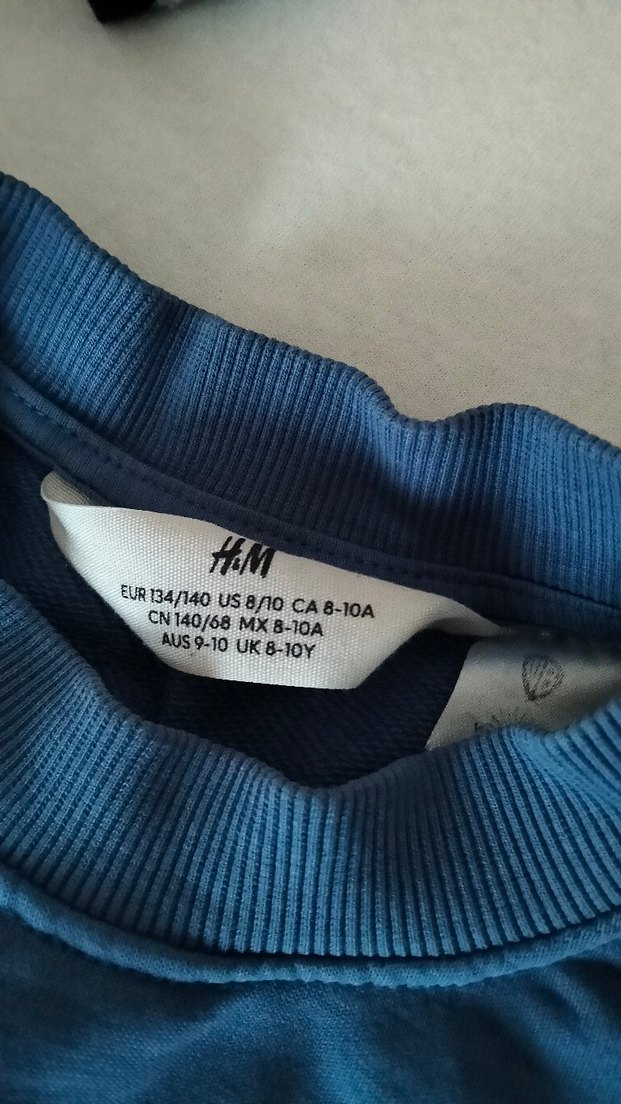 H&M
EUR 134/140 US 8/10 CA 8-10A
CN 140/68 MX 8-10A
AUS 9-10 UK 8-10Y